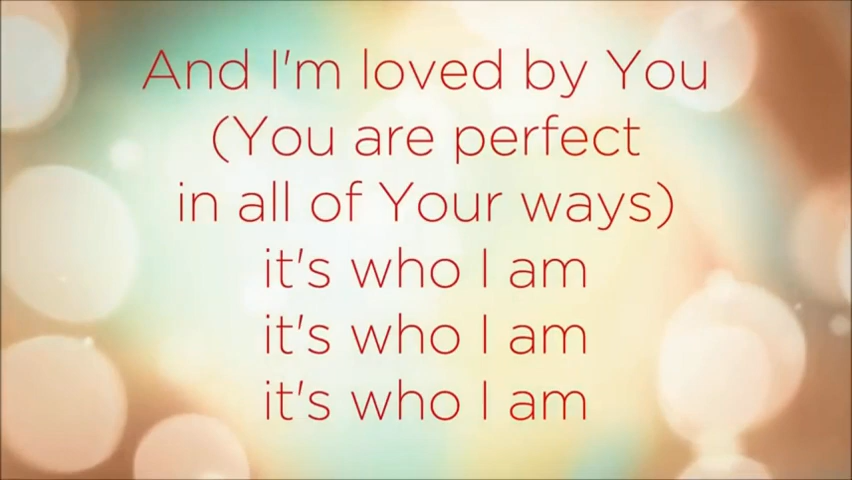 And I'm loved by You
(You are perfect
in all of Your ways)
it's who I am
it's who I am
it's who I am